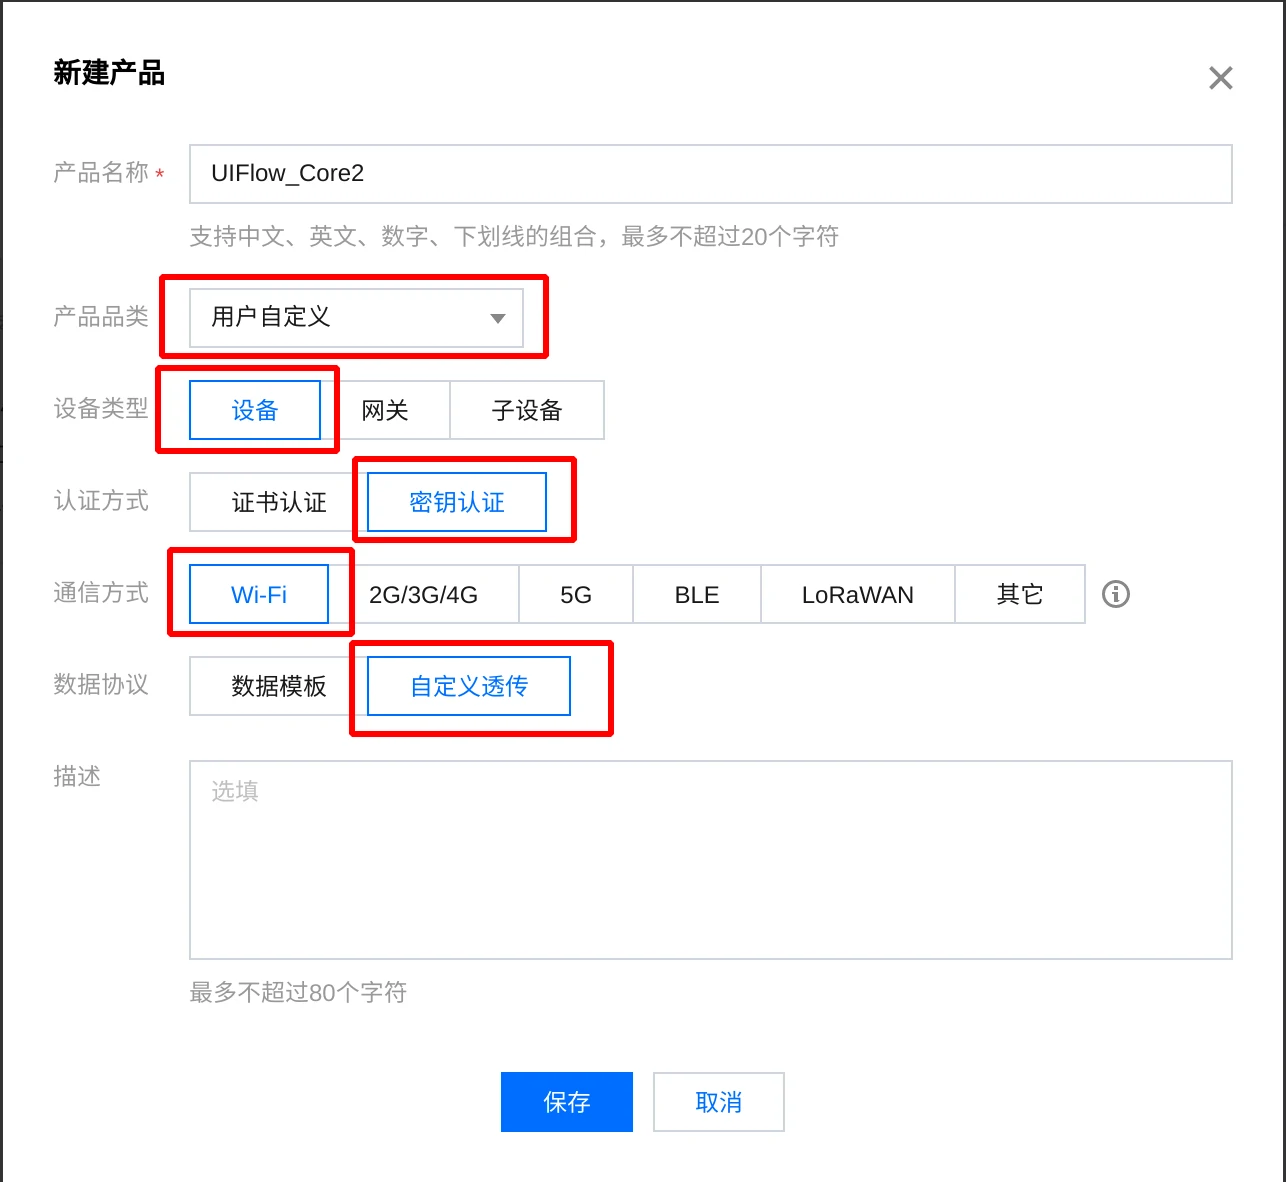 新建产品
产品名称 * UIFlow_Core2
支持中文、英文、数字、下划线的组合，最多不超过20个字符
产品品类 用户自定义
设备类型 设备 网关 子设备
认证方式 证书认证 密钥认证
通信方式 Wi-Fi 2G/3G/4G 5G BLE LoRaWAN 其它
数据协议 数据模板 自定义透传
描述 选填
最多不超过80个字符
保存 取消